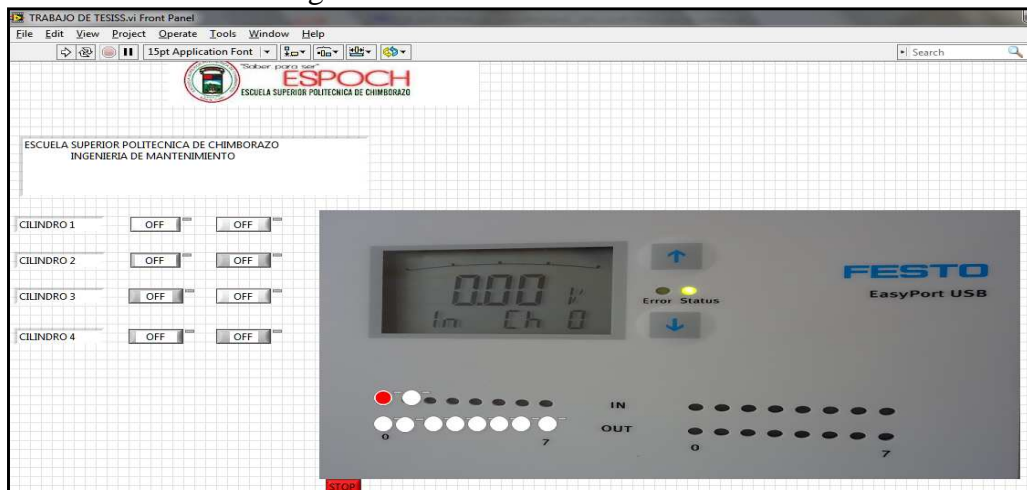 TRABAJO DE TESISS.vi Front Panel
File Edit View Project Operate Tools Window Help
15pt Application Font
Search
"Saber para ser"
ESPOCH
ESCUELA SUPERIOR POLITECNICA DE CHIMBORAZO
ESCUELA SUPERIOR POLITECNICA DE CHIMBORAZO
INGENIERIA DE MANTENIMIENTO
CILINDRO 1 OFF OFF
CILINDRO 2 OFF OFF
CILINDRO 3 OFF OFF
CILINDRO 4 OFF OFF
0.00 V
In Ch 0
Error Status
FESTO
EasyPort USB
IN
OUT
0 7
0 7
STOP